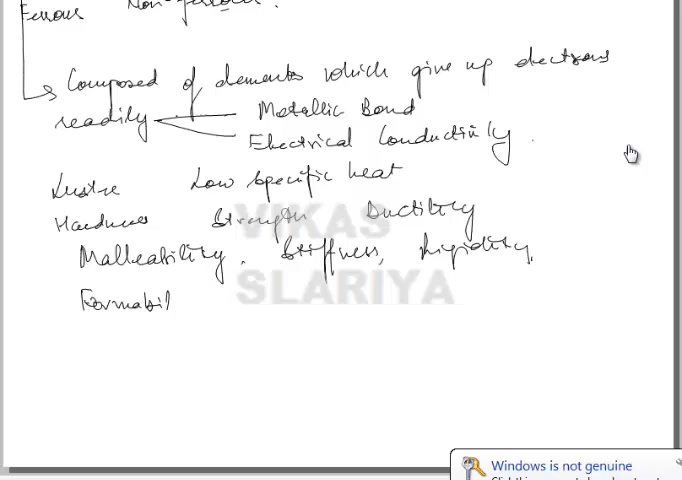 Ferrous Non-ferrous.
Composed of elements which give up electrons
readily Metallic Bond
Electrical Conductivity.
Lustre Low specific heat
Hardness Strength Ductility
Malleability. Stiffness, Rigidity,
Formabil
VIKAS
SLARIYA
Windows is not genuine